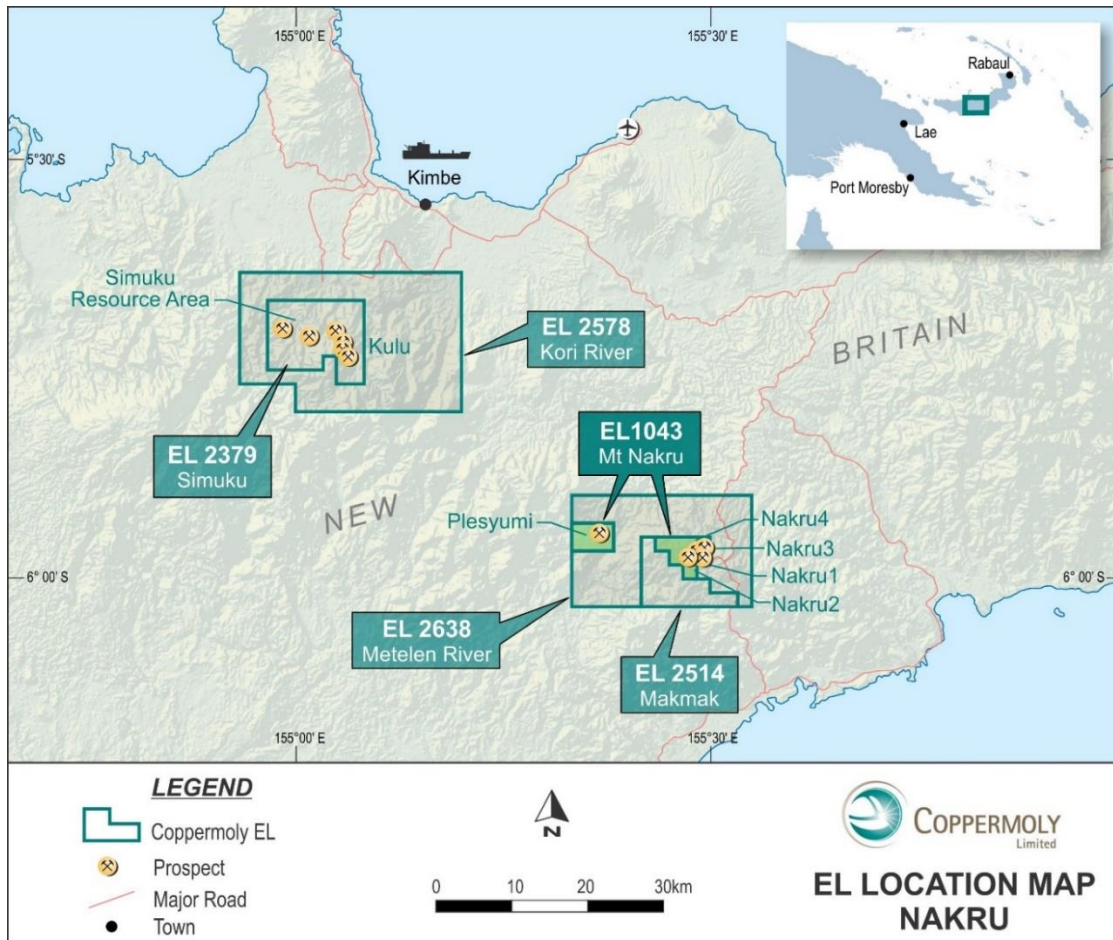 155°00' E
155°30' E
Rabaul
Lae
Port Moresby
5°30' S
Kimbe
Simuku
Resource Area
Kulu
EL 2578
Kori River
BRITAIN
EL 2379
Simuku
EL1043
Mt Nakru
NEW
Plesyumi
Nakru4
Nakru3
Nakru1
Nakru2
6° 00' S
6° 00' S
EL 2638
Metelen River
EL 2514
Makmak
155°00' E
155°30' E
LEGEND
Coppermoly EL
Prospect
Major Road
Town
N
0 10 20 30km
COPPERMOLY
Limited
EL LOCATION MAP
NAKRU